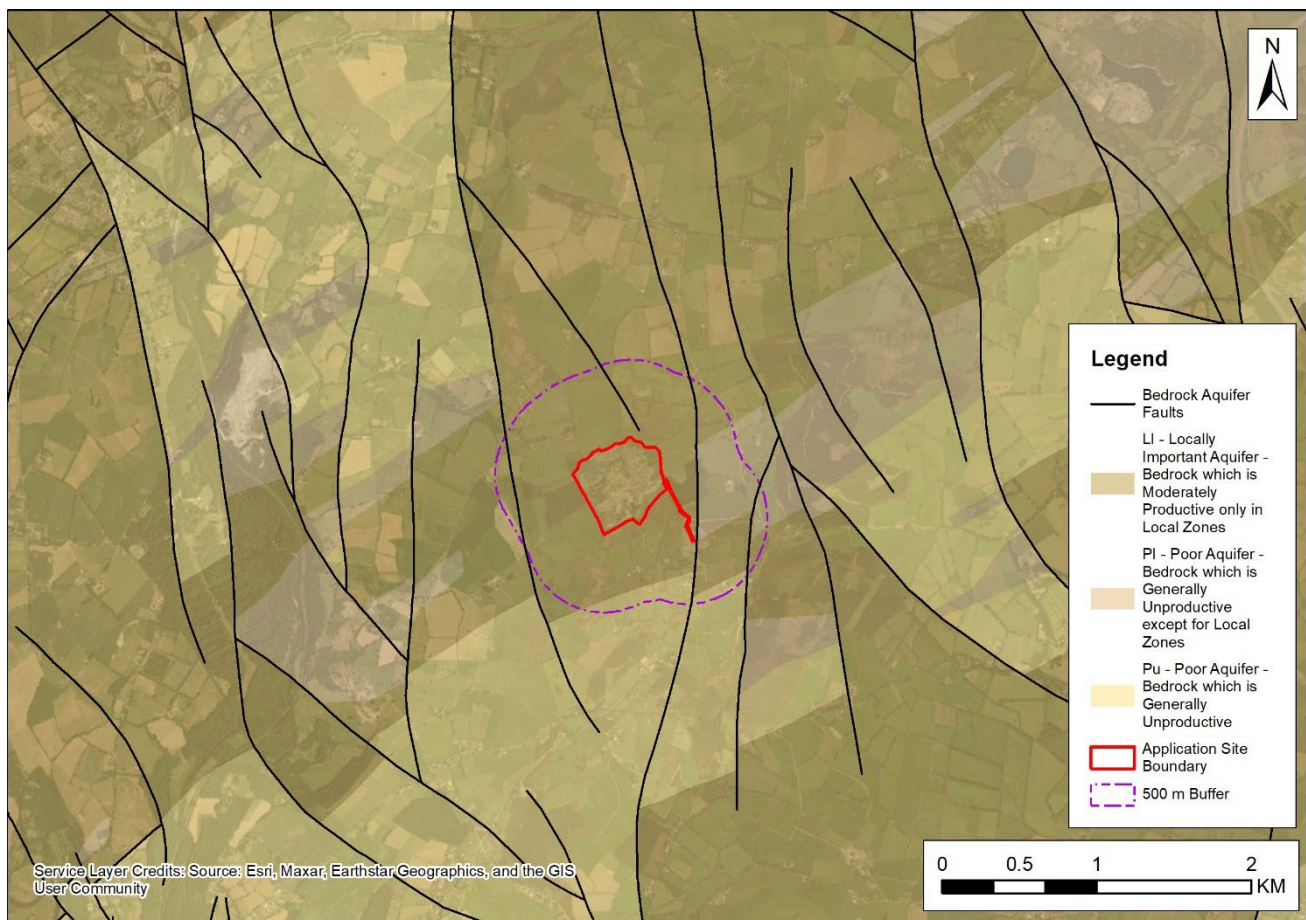 N
Legend
Bedrock Aquifer
Faults
LI - Locally
Important Aquifer -
Bedrock which is
Moderately
Productive only in
Local Zones
PI - Poor Aquifer -
Bedrock which is
Generally
Unproductive
except for Local
Zones
Pu - Poor Aquifer -
Bedrock which is
Generally
Unproductive
Application Site
Boundary
500 m Buffer
Service Layer Credits: Source: Esri, Maxar, Earthstar Geographics, and the GIS
User Community
0 0.5 1 2
KM